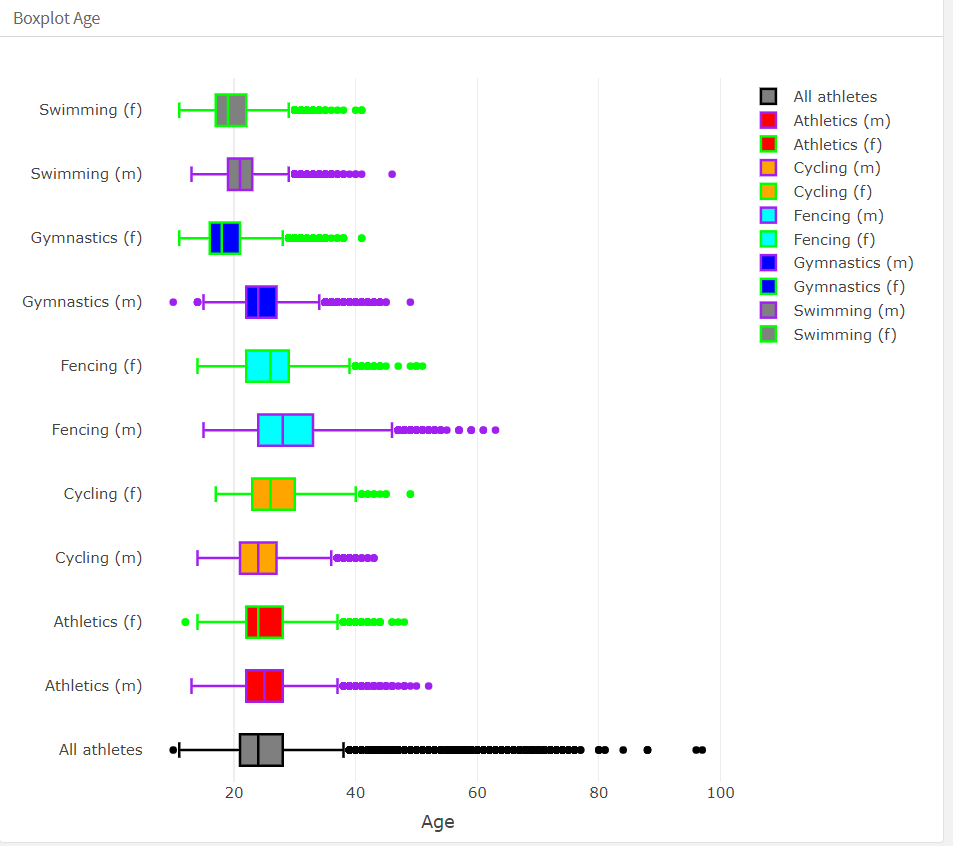 Boxplot Age
Swimming (f)
Swimming (m)
Gymnastics (f)
Gymnastics (m)
Fencing (f)
Fencing (m)
Cycling (f)
Cycling (m)
Athletics (f)
Athletics (m)
All athletes
20 40 60 80 100
Age
All athletes
Athletics (m)
Athletics (f)
Cycling (m)
Cycling (f)
Fencing (m)
Fencing (f)
Gymnastics (m)
Gymnastics (f)
Swimming (m)
Swimming (f)